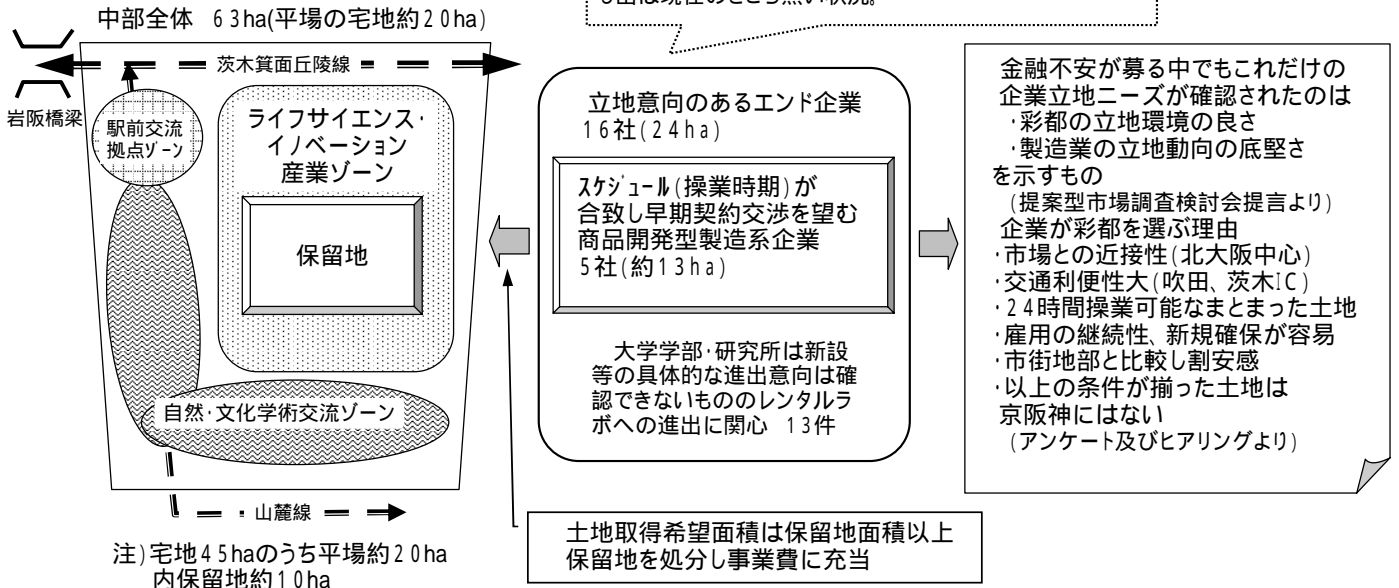 中部全体 63ha(平場の宅地約20ha)
茨木箕面丘陵線
岩阪橋梁
駅前交流
拠点ゾーン
ライフサイエンス・
イノベーション
産業ゾーン
保留地
自然・文化学術交流ゾーン
山麓線
注)宅地45haのうち平場約20ha
内保留地約10ha
立地意向のあるエンド企業
16社(24ha)
スケジュール(操業時期)が
合致し早期契約交渉を望む
商品開発型製造系企業
5社(約13ha)
大学学部・研究所は新設
等の具体的な進出意向は確
認できないもののレンタルラ
ボへの進出に関心 13件
土地取得希望面積は保留地面積以上
保留地を処分し事業費に充当
金融不安が募る中でもこれだけの
企業立地ニーズが確認されたのは
・彩都の立地環境の良さ
・製造業の立地動向の底堅さ
を示すもの
(提案型市場調査検討会提言より)
企業が彩都を選ぶ理由
・市場との近接性(北大阪中心)
・交通利便性大(吹田、茨木IC)
・24時間操業可能なまとまった土地
・雇用の継続性、新規確保が容易
・市街地部と比較し割安感
・以上の条件が揃った土地は
京阪神にはない
(アンケート及びヒアリングより)